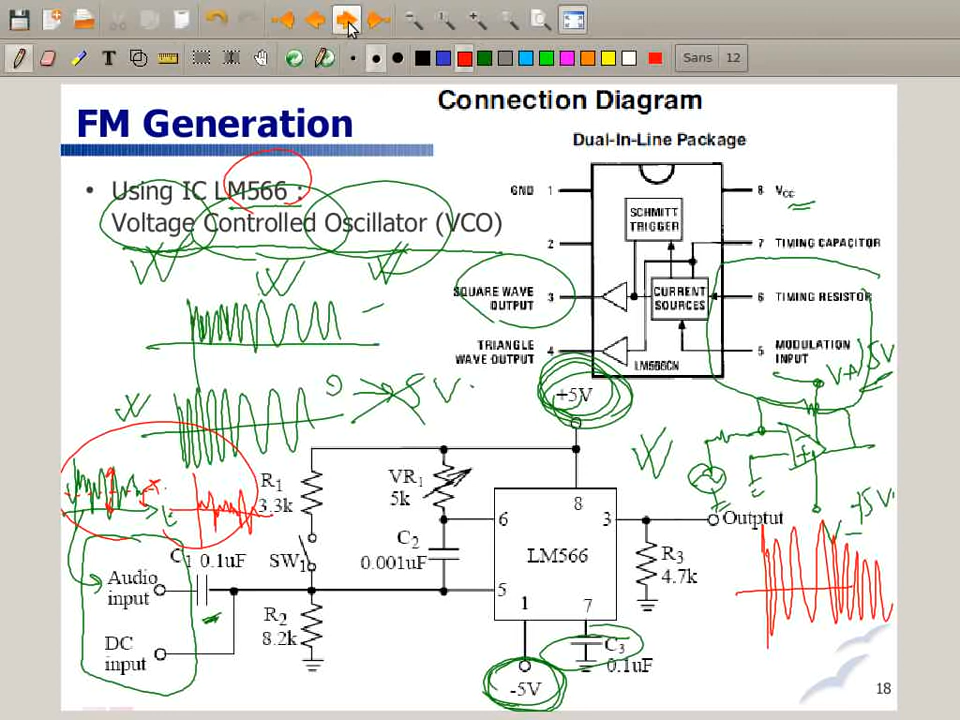 Sans 12
FM Generation
Connection Diagram
Dual-In-Line Package
• Using IC LM566 :
Voltage Controlled Oscillator (VCO)
GND 1
8 VCC
2
SCHMITT
TRIGGER
7 TIMING CAPACITOR
SQUARE WAVE
OUTPUT 3
CURRENT
SOURCES
6 TIMING RESISTOR
TRIANGLE
WAVE OUTPUT 4
LM566CN
5 MODULATION
INPUT
+5V
R1
3.3k
VR1
5k
C2
0.001uF
6
8
3
Outptut
LM566
R3
4.7k
C1 0.1uF
SW1
5
1
7
Audio
input
R2
8.2k
C3
0.1uF
DC
input
-5V
t
18